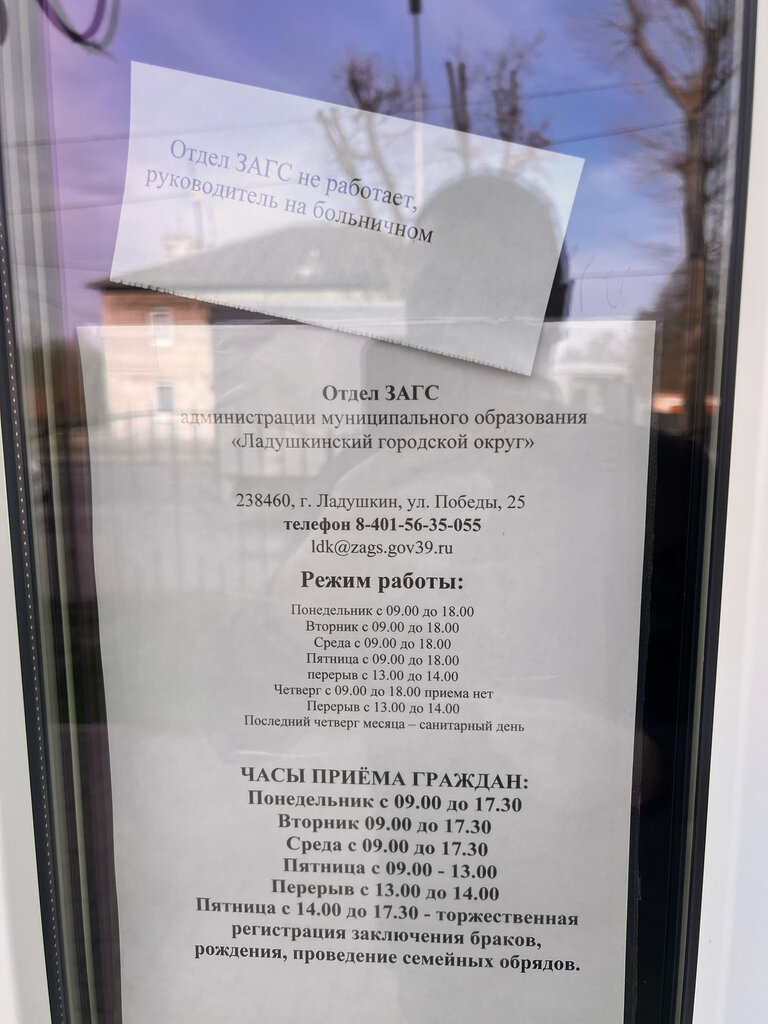 Отдел ЗАГС не работает,
руководитель на больничном
Отдел ЗАГС
администрации муниципального образования
«Ладушкинский городской округ»
238460, г. Ладушкин, ул. Победы, 25
телефон 8-401-56-35-055
ldk@zags.gov39.ru
Режим работы:
Понедельник с 09.00 до 18.00
Вторник с 09.00 до 18.00
Среда с 09.00 до 18.00
Пятница с 09.00 до 18.00
перерыв с 13.00 до 14.00
Четверг с 09.00 до 18.00 приема нет
Перерыв с 13.00 до 14.00
Последний четверг месяца – санитарный день
ЧАСЫ ПРИЁМА ГРАЖДАН:
Понедельник с 09.00 до 17.30
Вторник 09.00 до 17.30
Среда с 09.00 до 17.30
Пятница с 09.00 - 13.00
Перерыв с 13.00 до 14.00
Пятница с 14.00 до 17.30 - торжественная
регистрация заключения браков,
рождения, проведение семейных обрядов.